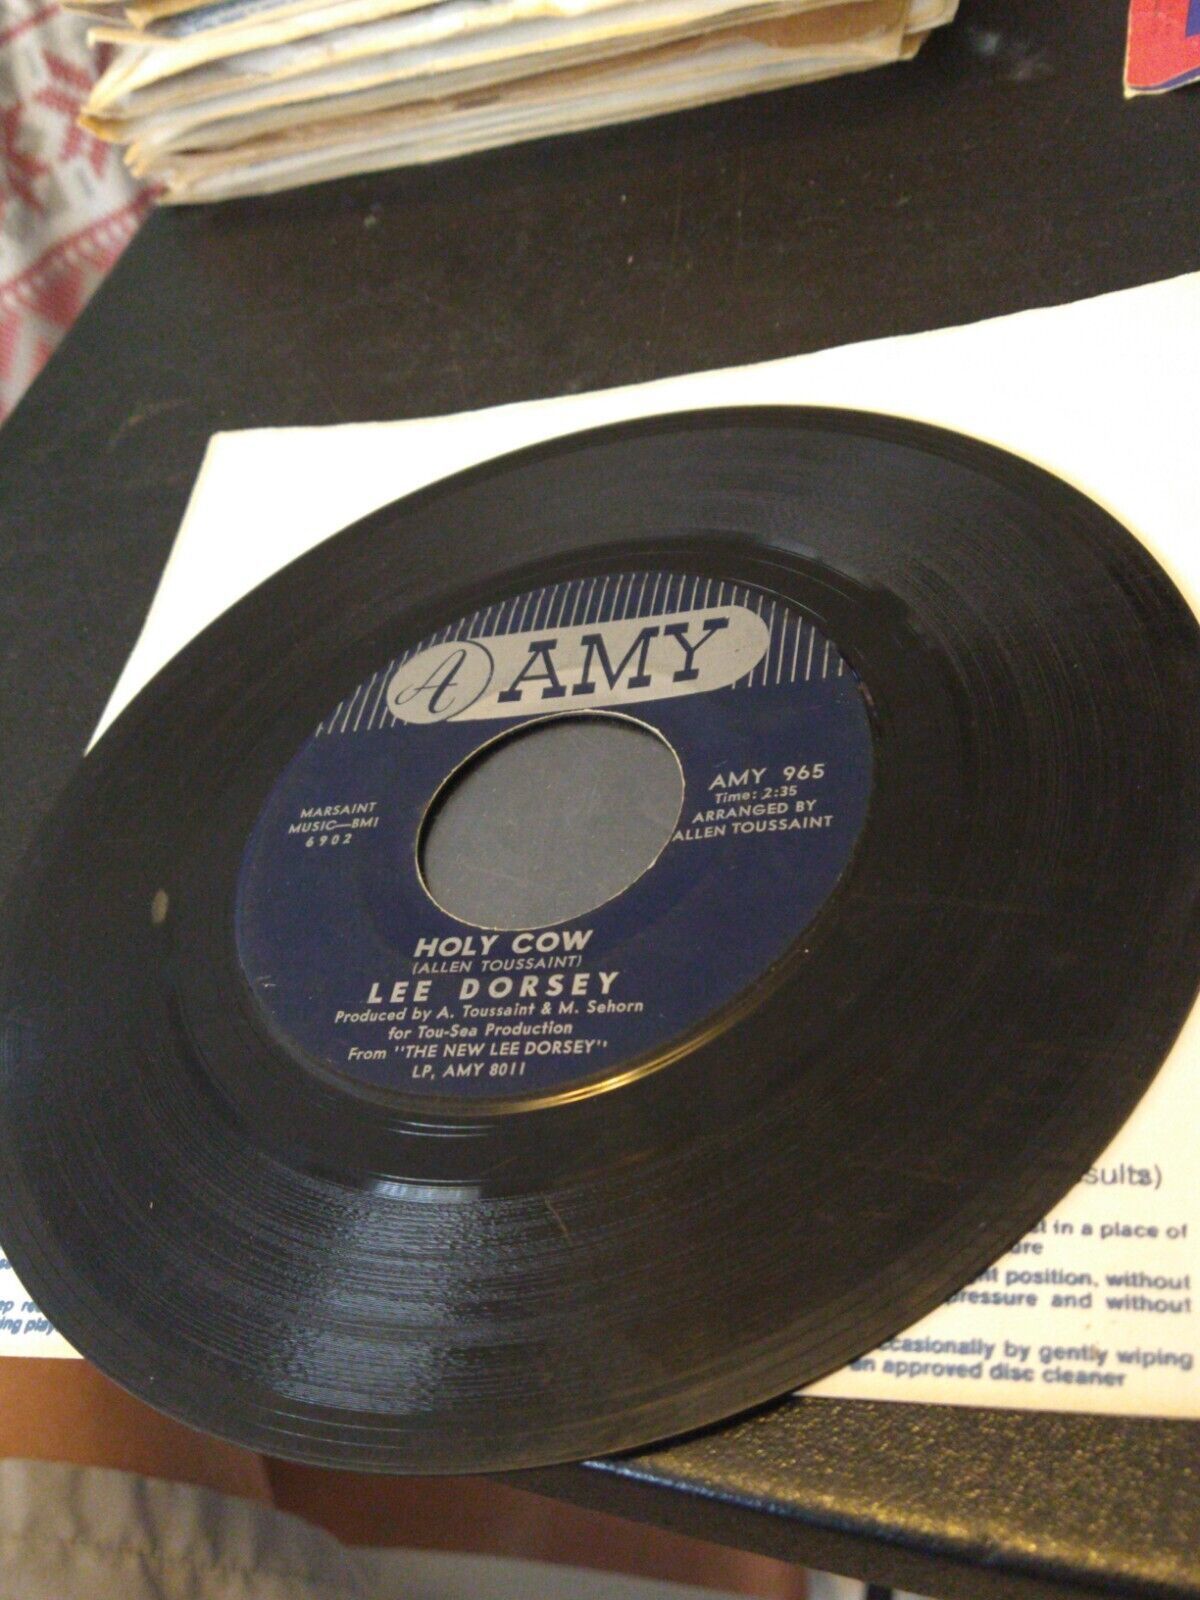 A AMY
AMY 965
Time: 2:35
ARRANGED BY
ALLEN TOUSSAINT
MARSAINT
MUSIC—BMI
6902
HOLY COW
(ALLEN TOUSSAINT)
LEE DORSEY
Produced by A. Toussaint & M. Sehorn
for Tou-Sea Production
From "THE NEW LEE DORSEY"
LP, AMY 8011
sults)
in a place of
position, without
pressure and without
ccasionally by gently wiping
an approved disc cleaner
ing play